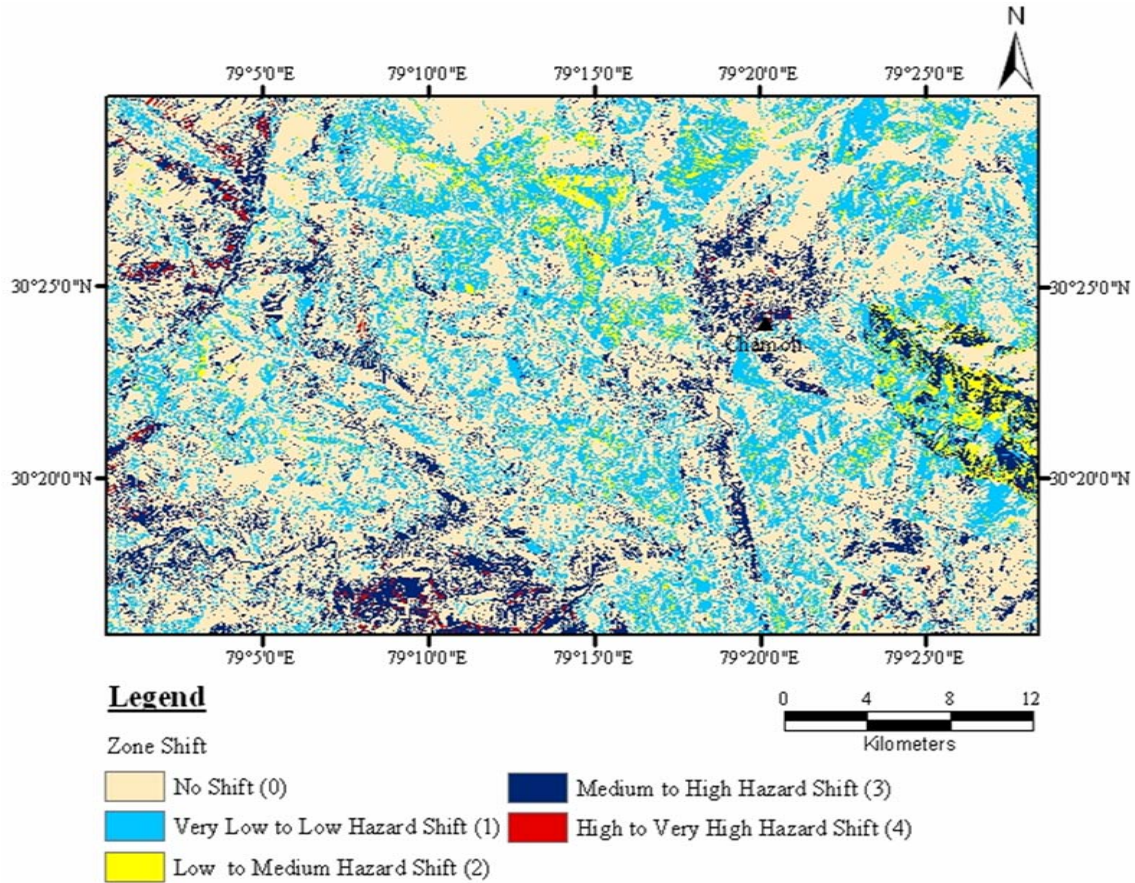 N
79°5'0"E 79°10'0"E 79°15'0"E 79°20'0"E 79°25'0"E
30°25'0"N 30°25'0"N
Chamoli
30°20'0"N 30°20'0"N
79°5'0"E 79°10'0"E 79°15'0"E 79°20'0"E 79°25'0"E
Legend
0 4 8 12
Kilometers
Zone Shift
No Shift (0)
Medium to High Hazard Shift (3)
Very Low to Low Hazard Shift (1)
High to Very High Hazard Shift (4)
Low to Medium Hazard Shift (2)